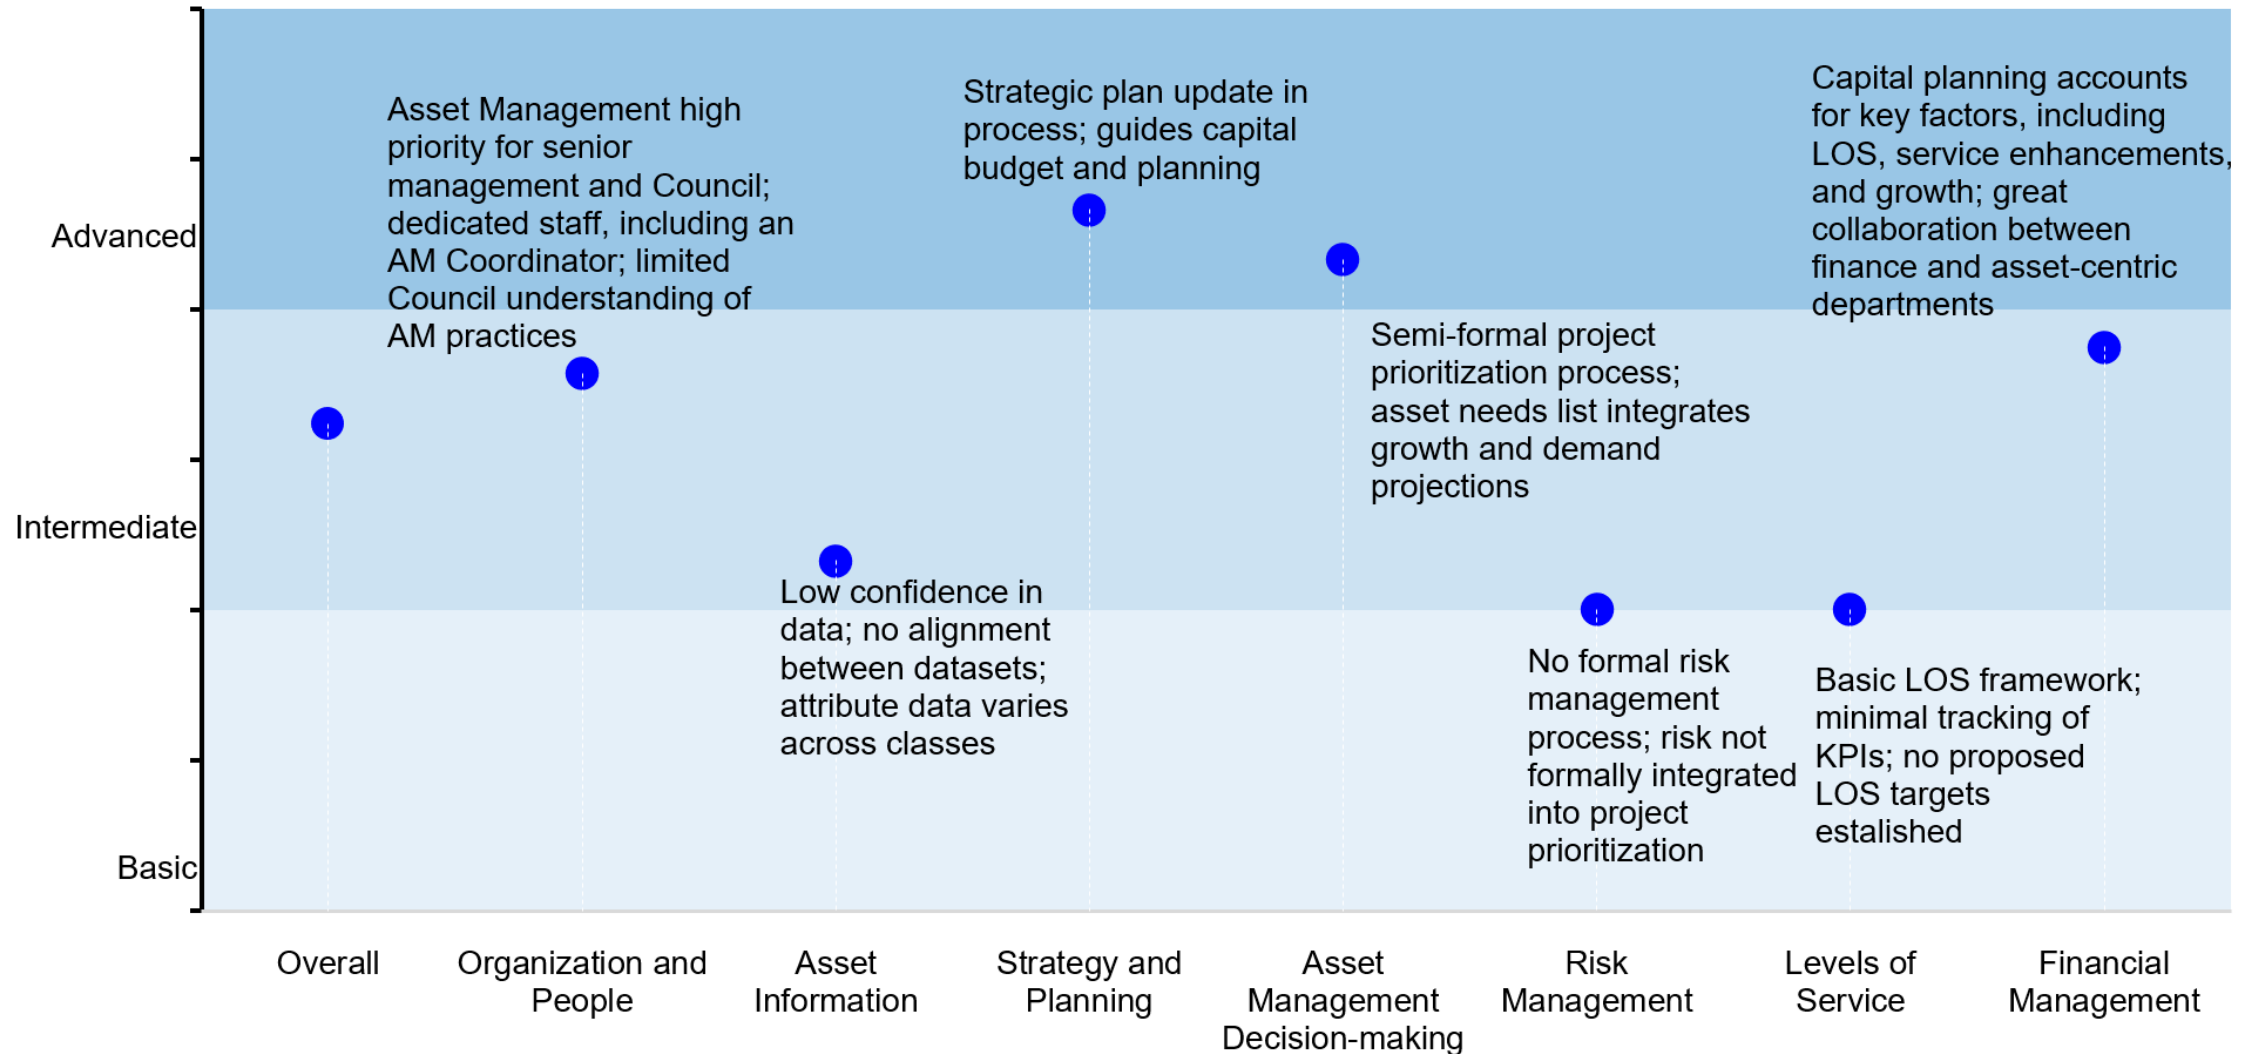 Advanced
Intermediate
Basic
Asset Management high
priority for senior
management and Council;
dedicated staff, including an
AM Coordinator; limited
Council understanding of
AM practices
Low confidence in
data; no alignment
between datasets;
attribute data varies
across classes
Strategic plan update in
process; guides capital
budget and planning
Semi-formal project
prioritization process;
asset needs list integrates
growth and demand
projections
No formal risk
management
process; risk not
formally integrated
into project
prioritization
Basic LOS framework;
minimal tracking of
KPIs; no proposed
LOS targets
estalished
Capital planning accounts
for key factors, including
LOS, service enhancements,
and growth; great
collaboration between
finance and asset-centric
departments
Overall
Organization and
People
Asset
Information
Strategy and
Planning
Asset
Management
Decision-making
Risk
Management
Levels of
Service
Financial
Management